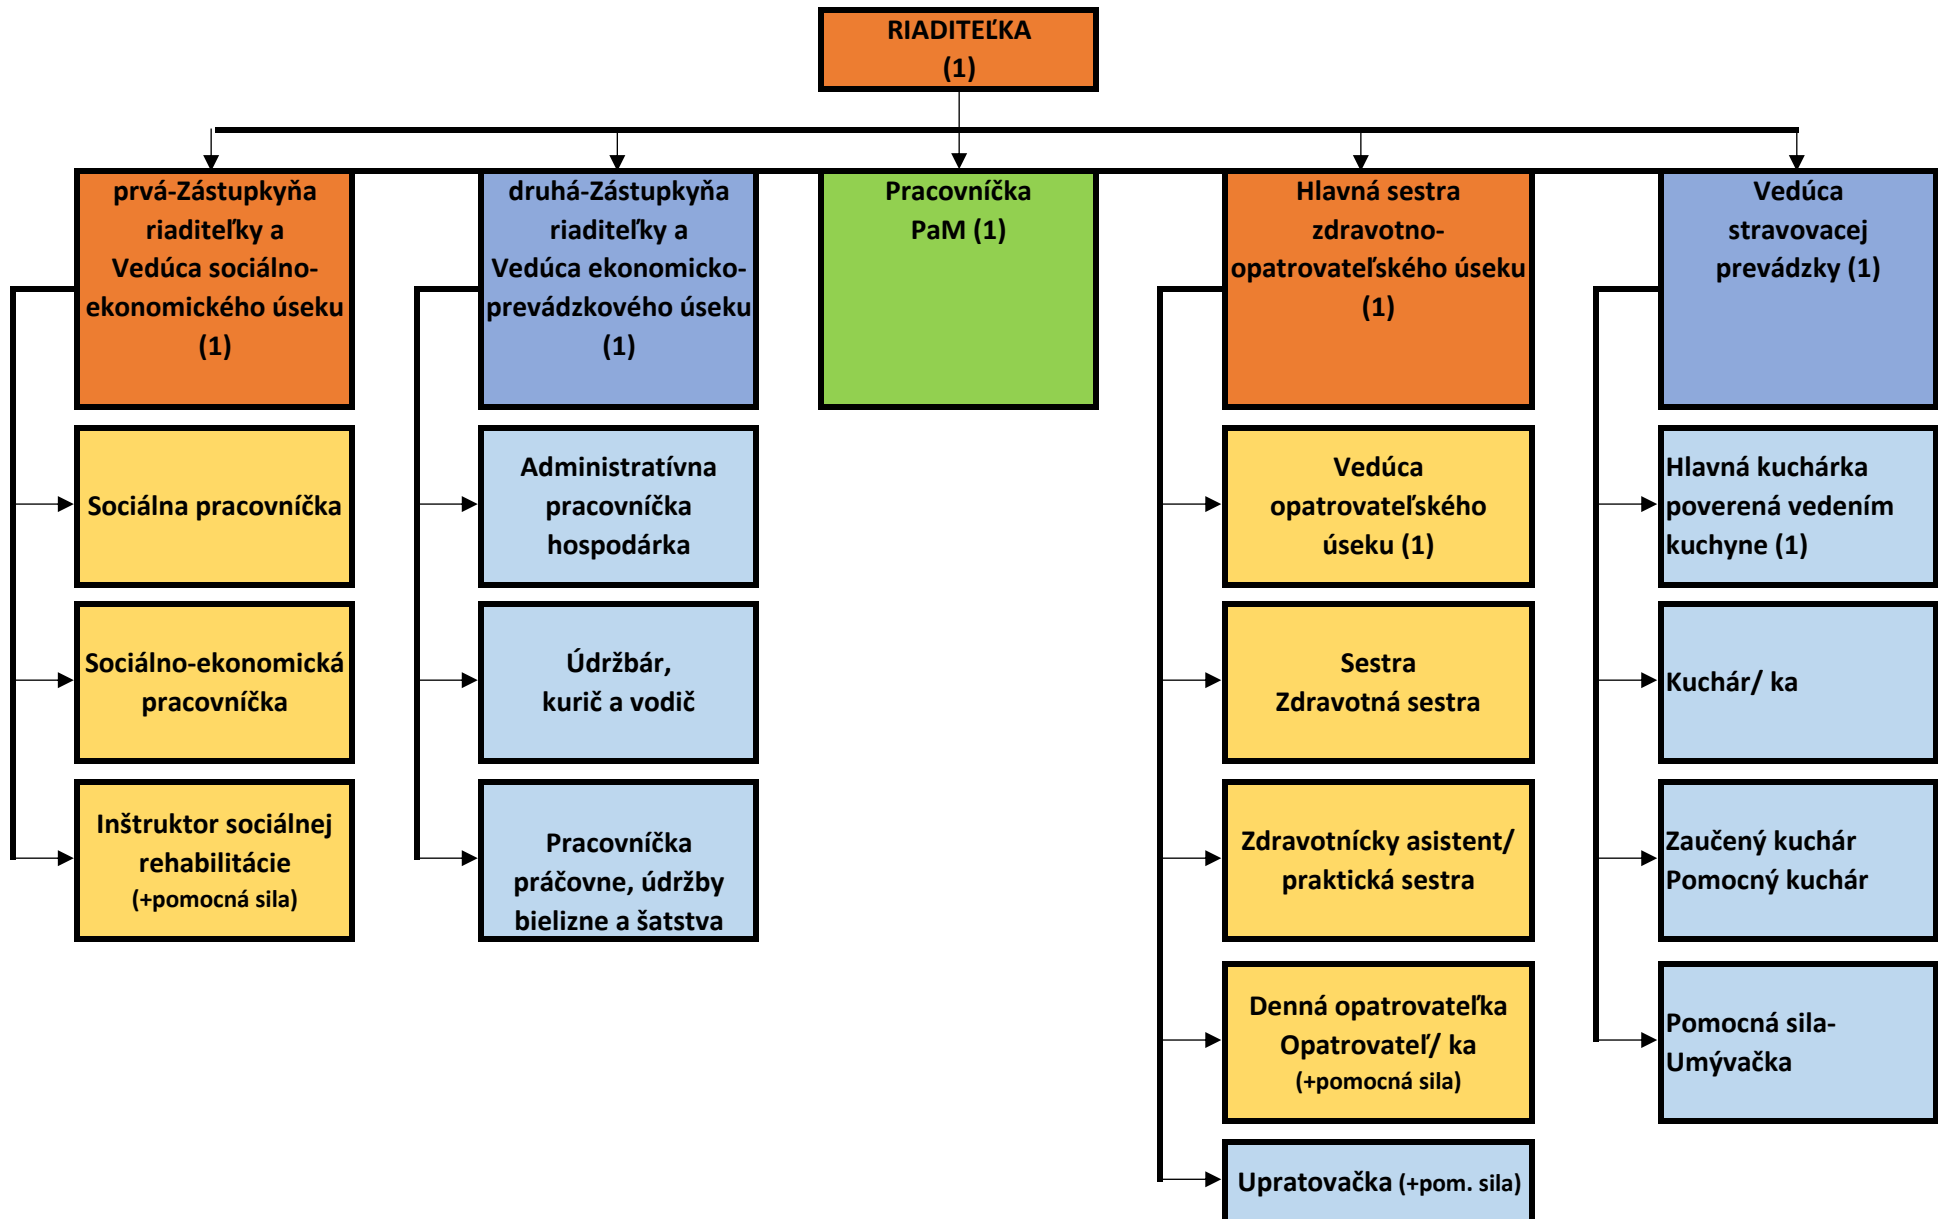 RIADITEĽKA
(1)
prvá-Zástupkyňa
riaditeľky a
Vedúca sociálno-
ekonomického úseku
(1)
druhá-Zástupkyňa
riaditeľky a
Vedúca ekonomicko-
prevádzkového úseku
(1)
Pracovníčka
PaM (1)
Hlavná sestra
zdravotno-
opatrovateľského úseku
(1)
Vedúca
stravovacej
prevádzky (1)
Sociálna pracovníčka
Administratívna
pracovníčka
hospodárka
Vedúca
opatrovateľského
úseku (1)
Hlavná kuchárka
poverená vedením
kuchyne (1)
Sociálno-ekonomická
pracovníčka
Údržbár,
kurič a vodič
Sestra
Zdravotná sestra
Kuchár/ ka
Inštruktor sociálnej
rehabilitácie
(+pomocná sila)
Pracovníčka
práčovne, údržby
bielizne a šatstva
Zdravotnícky asistent/
praktická sestra
Zaučený kuchár
Pomocný kuchár
Denná opatrovateľka
Opatrovateľ/ ka
(+pomocná sila)
Pomocná sila-
Umývačka
Upratovačka (+pom. sila)